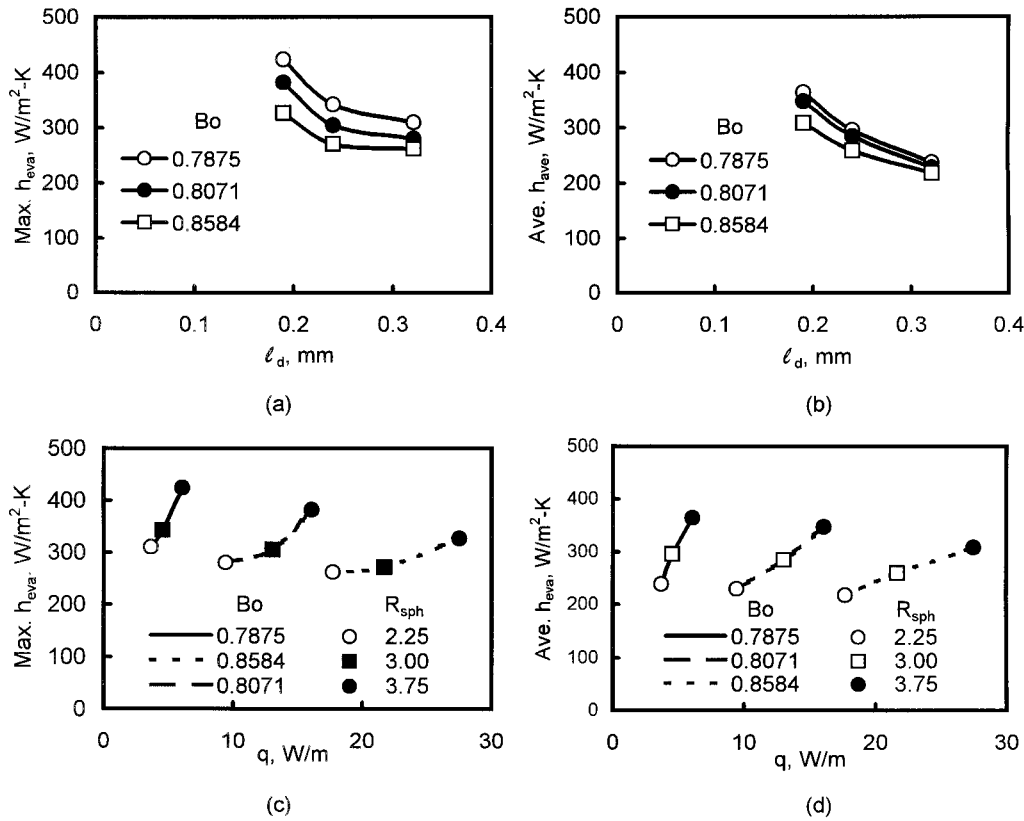 500
400
300
200
100
0
Max. h_eva, W/m²-K
Bo
0.7875
0.8071
0.8584
0 0.1 0.2 0.3 0.4
ℓ_d, mm
(a)
500
400
300
200
100
0
Ave. h_ave, W/m²-K
Bo
0.7875
0.8071
0.8584
0 0.1 0.2 0.3 0.4
ℓ_d, mm
(b)
500
400
300
200
100
0
Max. h_eva, W/m²-K
Bo R_sph
0.7875 2.25
0.8584 3.00
0.8071 3.75
0 10 20 30
q, W/m
(c)
500
400
300
200
100
0
Ave. h_eva, W/m²-K
Bo R_sph
0.7875 2.25
0.8071 3.00
0.8584 3.75
0 10 20 30
q, W/m
(d)